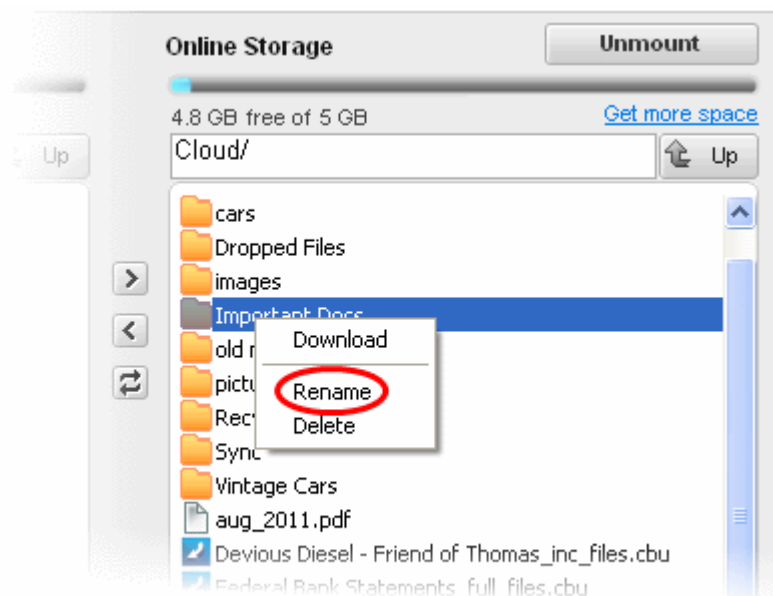 Online Storage
Unmount
4.8 GB free of 5 GB
Get more space
Up
Cloud/
Up
cars
Dropped Files
images
Important Docs
Download
old
Rename
Delete
Sync
Vintage Cars
aug_2011.pdf
Devious Diesel - Friend of Thomas_inc_files.cbu
Federal Bank Statements_full_files.cbu